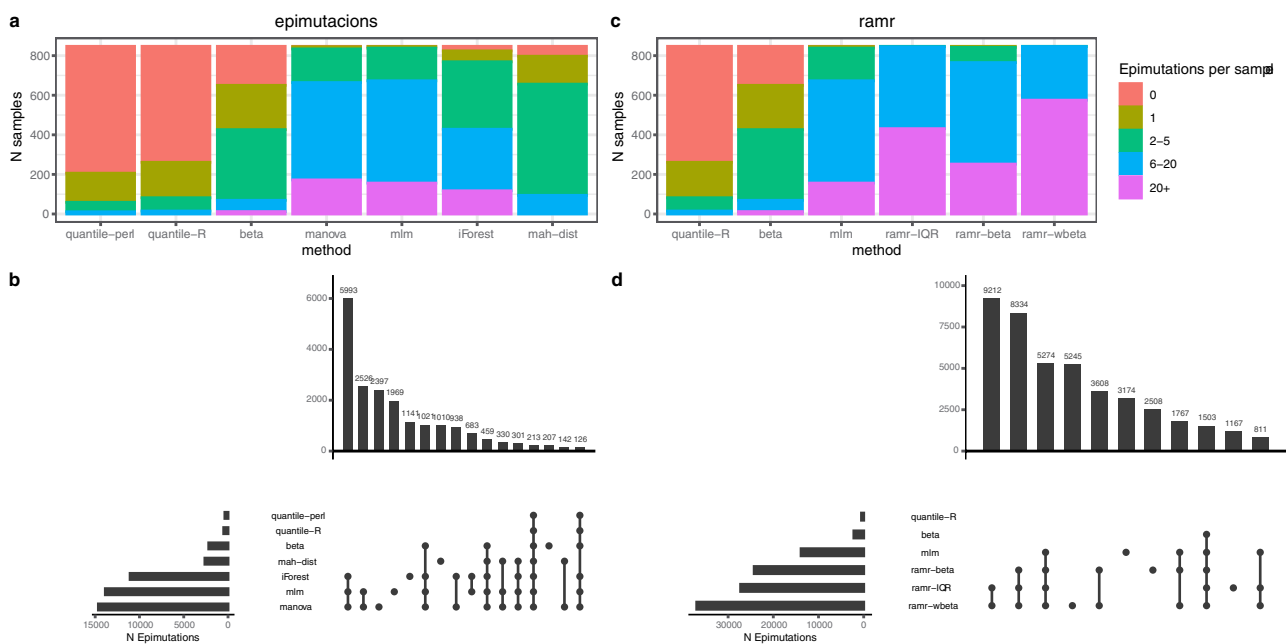 a
epimutacions
N samples
800
600
400
200
0
quantile-perl quantile-R beta manova mlm iForest mah-dist
method
c
ramr
N samples
800
600
400
200
0
quantile-R beta mlm ramr-IQR ramr-beta ramr-wbeta
method
Epimutations per sampel
0
1
2-5
6-20
20+
b
6000
4000
2000
0
5993 2526 2397 1969 1141 1021 1010 938 683 459 330 301 213 207 142 126
quantile-perl
quantile-R
beta
mah-dist
iForest
mlm
manova
15000 10000 5000 0
N Epimutations
d
10000
7500
5000
2500
0
9212 8334 5274 5245 3608 3174 2508 1767 1503 1167 811
quantile-R
beta
mlm
ramr-beta
ramr-IQR
ramr-wbeta
30000 20000 10000 0
N Epimutations